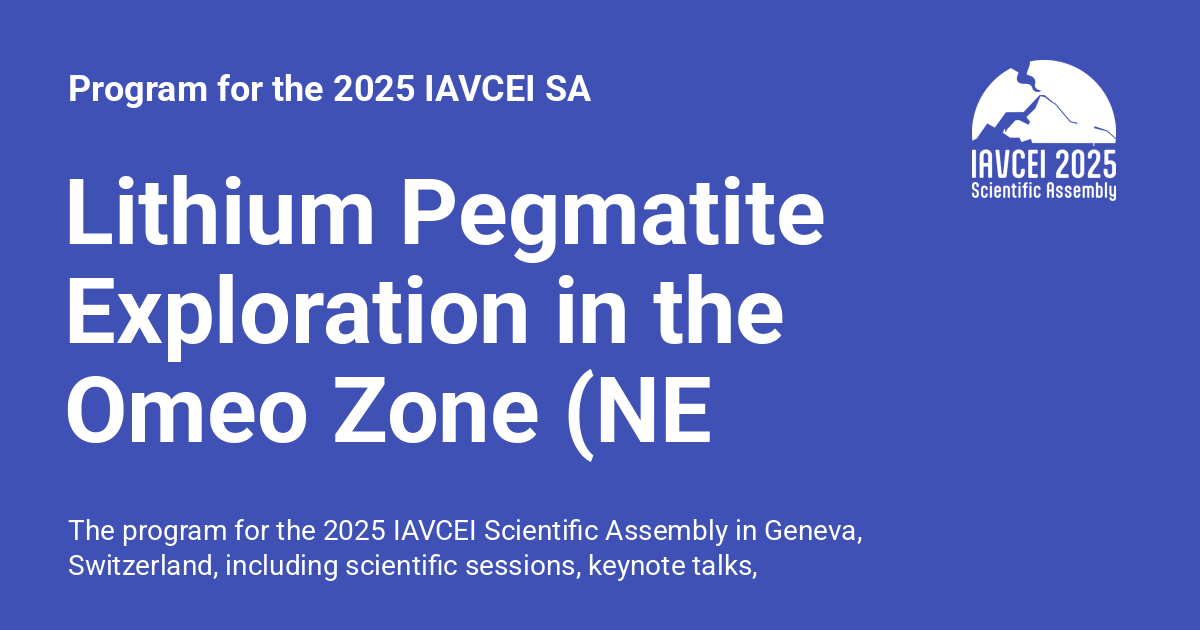 Program for the 2025 IAVCEI SA
IAVCEI 2025
Scientific Assembly
Lithium Pegmatite
Exploration in the
Omeo Zone (NE
The program for the 2025 IAVCEI Scientific Assembly in Geneva,
Switzerland, including scientific sessions, keynote talks,